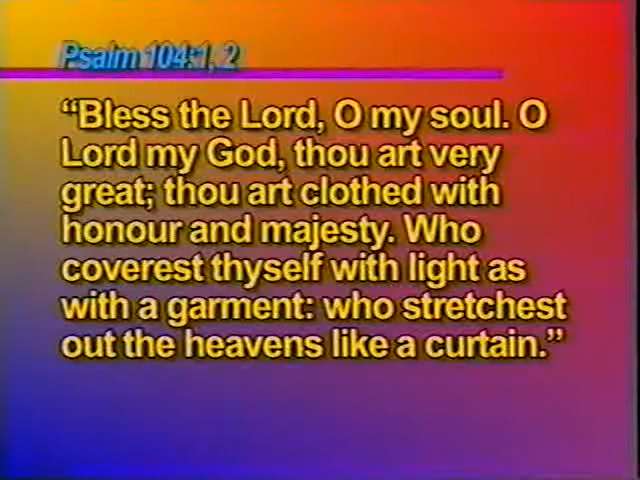 Psalm 104:1, 2
“Bless the Lord, O my soul. O
Lord my God, thou art very
great; thou art clothed with
honour and majesty. Who
coverest thyself with light as
with a garment: who stretchest
out the heavens like a curtain.”